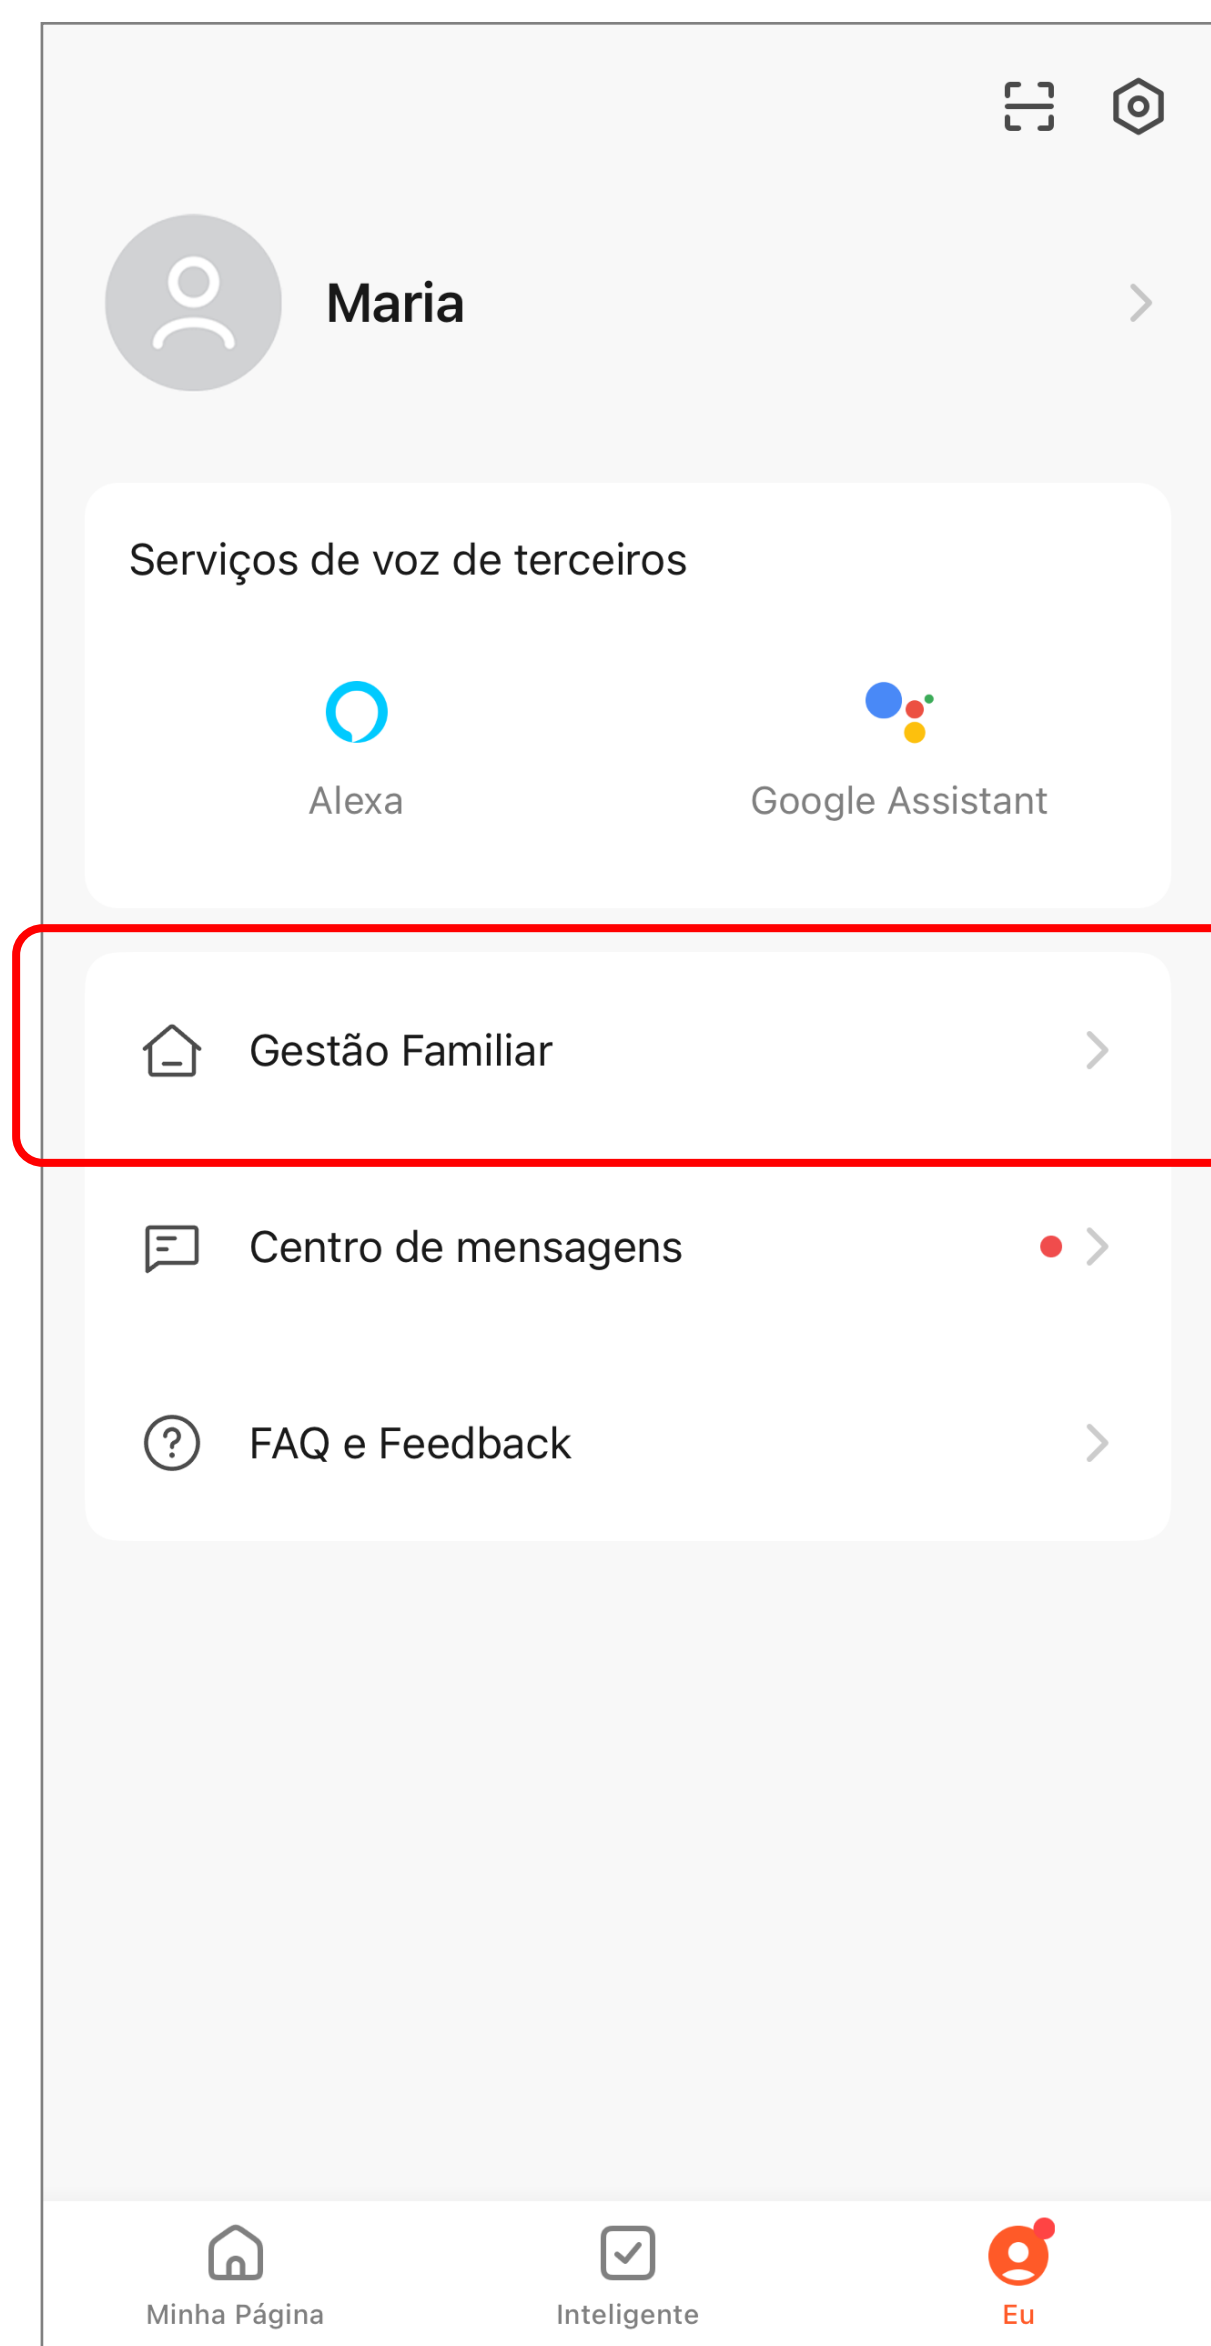 Maria
Serviços de voz de terceiros
Alexa
Google Assistant
Gestão Familiar
Centro de mensagens
FAQ e Feedback
Minha Página
Inteligente
Eu